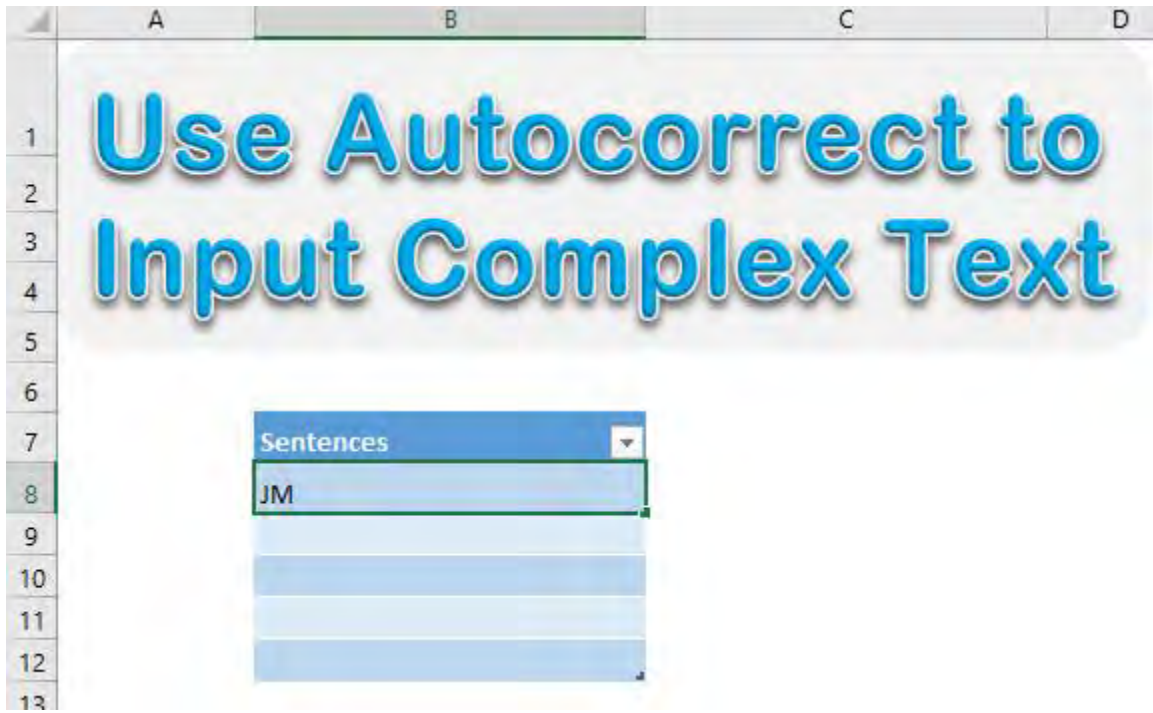 A B C D
1
Use Autocorrect to
2
3
Input Complex Text
4
5
6
7 Sentences
8 JM
9
10
11
12
13